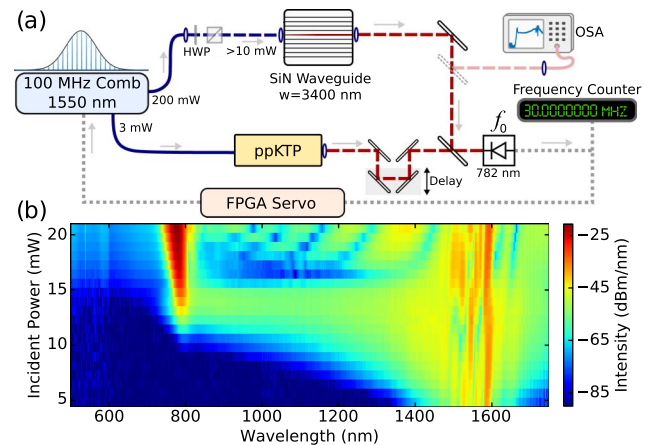 (a)
100 MHz Comb
1550 nm
200 mW
3 mW
HWP
>10 mW
SiN Waveguide
w=3400 nm
OSA
Frequency Counter
30.0000000 MHZ
f₀
782 nm
ppKTP
Delay
FPGA Servo
(b)
Incident Power (mW)
20
15
10
5
600
800
1000
1200
1400
1600
Wavelength (nm)
−25
−45
−65
−85
Intensity (dBm/nm)